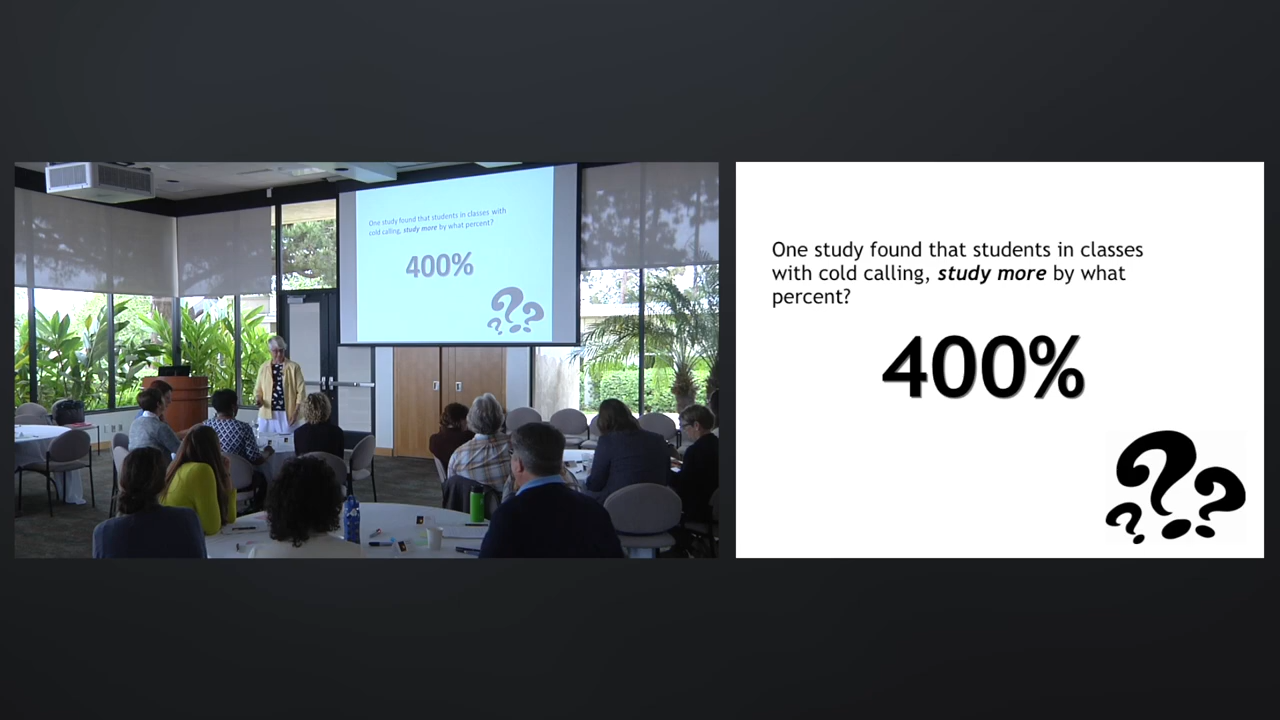 One study found that students in classes with
cold calling, study more by what percent?
400%
One study found that students in classes
with cold calling, study more by what
percent?
400%